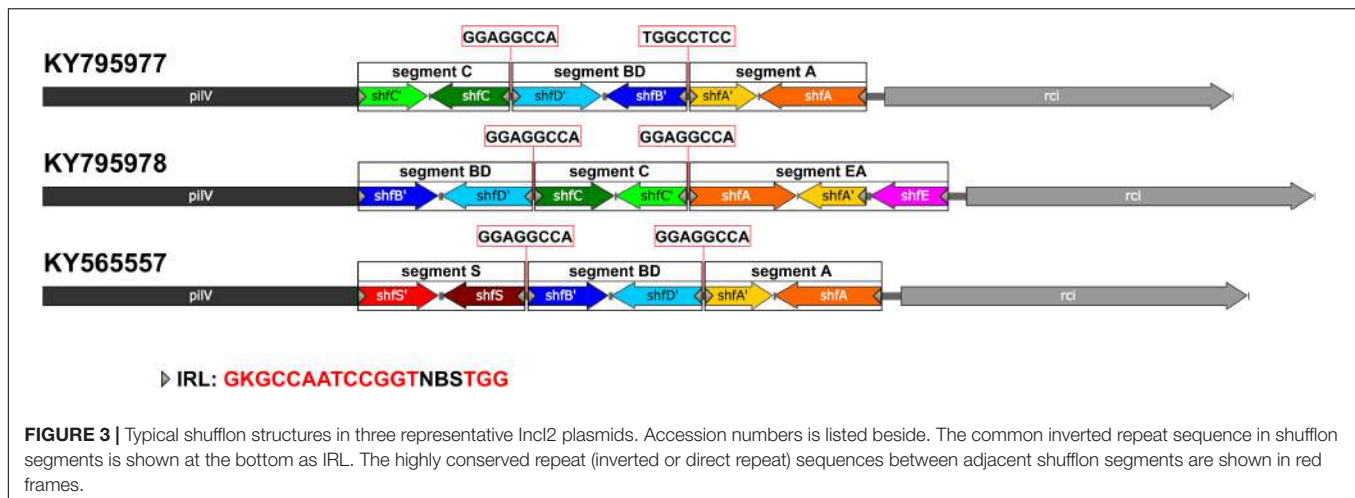 GGAGGCCA TGGCCTCC
KY795977
segment C segment BD segment A
pilV shfC' shfC shfD' shfB' shfA' shfA rci
GGAGGCCA GGAGGCCA
KY795978
segment BD segment C segment EA
pilV shfB' shfD' shfC shfC' shfA shfA' shfE rci
GGAGGCCA GGAGGCCA
KY565557
segment S segment BD segment A
pilV shfS' shfS shfB' shfD' shfA' shfA rci
IRL: GKGCCAATCCGGTNBSTGG
FIGURE 3 | Typical shufflon structures in three representative IncI2 plasmids. Accession numbers is listed beside. The common inverted repeat sequence in shufflon
segments is shown at the bottom as IRL. The highly conserved repeat (inverted or direct repeat) sequences between adjacent shufflon segments are shown in red
frames.